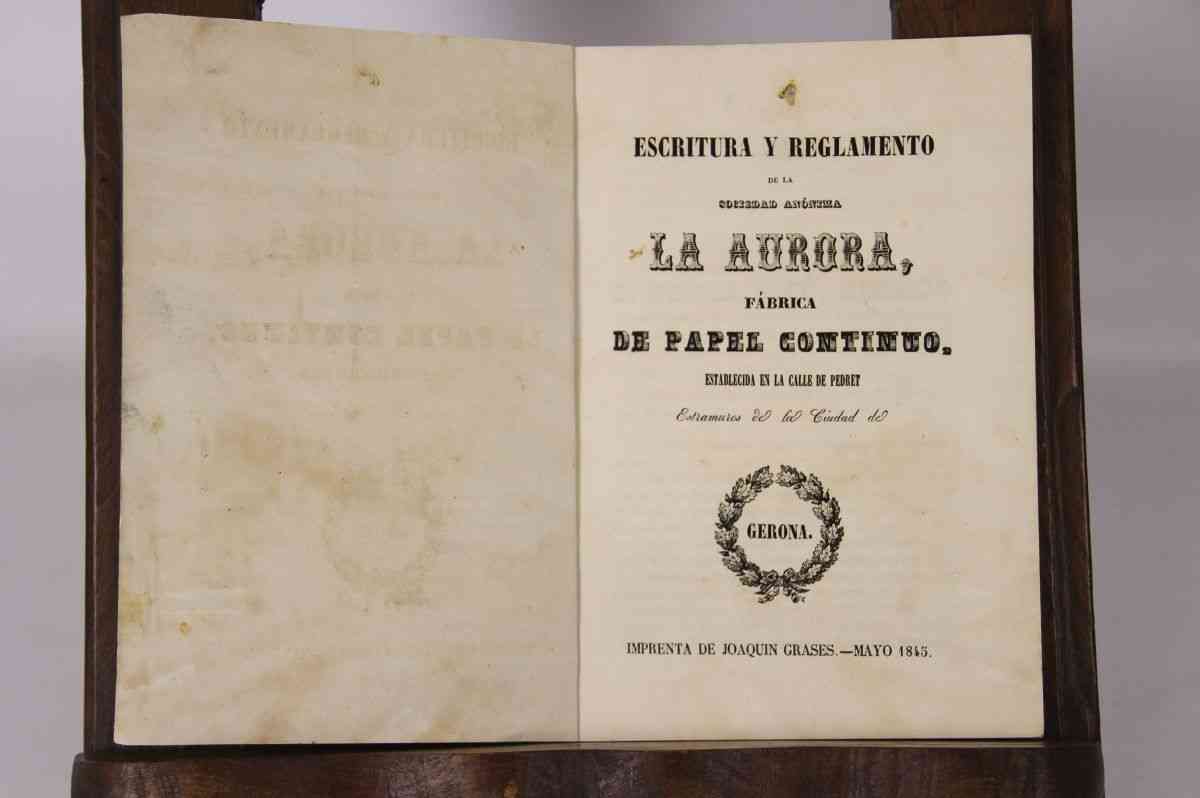 ESCRITURA Y REGLAMENTO
DE LA
SOCIEDAD ANÓNIMA
LA AURORA,
FÁBRICA
DE PAPEL CONTINUO.
ESTABLECIDA EN LA CALLE DE PEDRET
Estramuros de la Ciudad de
GERONA.
IMPRENTA DE JOAQUIN GRASES.—MAYO 1845.